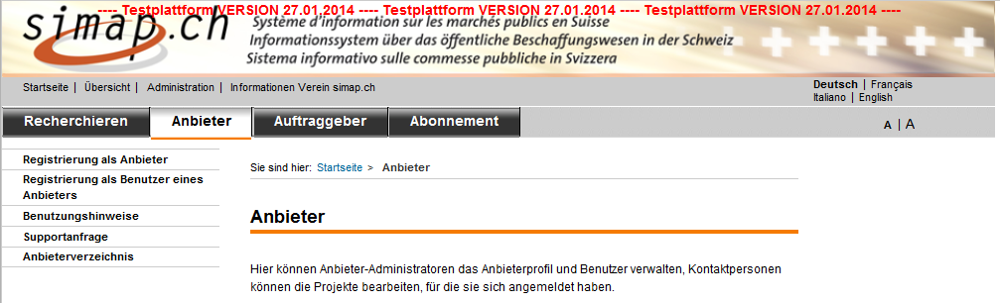 ---- Testplattform VERSION 27.01.2014 ---- Testplattform VERSION 27.01.2014 ---- Testplattform VERSION 27.01.2014 ----
simap.ch
Système d'information sur les marchés publics en Suisse
Informationssystem über das öffentliche Beschaffungswesen in der Schweiz
Sistema informativo sulle commesse pubbliche in Svizzera
Startseite | Übersicht | Administration | Informationen Verein simap.ch
Deutsch | Français
Italiano | English
Recherchieren Anbieter Auftraggeber Abonnement
A | A
Registrierung als Anbieter
Registrierung als Benutzer eines
Anbieters
Benutzungshinweise
Supportanfrage
Anbieterverzeichnis
Sie sind hier: Startseite > Anbieter
Anbieter
Hier können Anbieter-Administratoren das Anbieterprofil und Benutzer verwalten, Kontaktpersonen
können die Projekte bearbeiten, für die sie sich angemeldet haben.